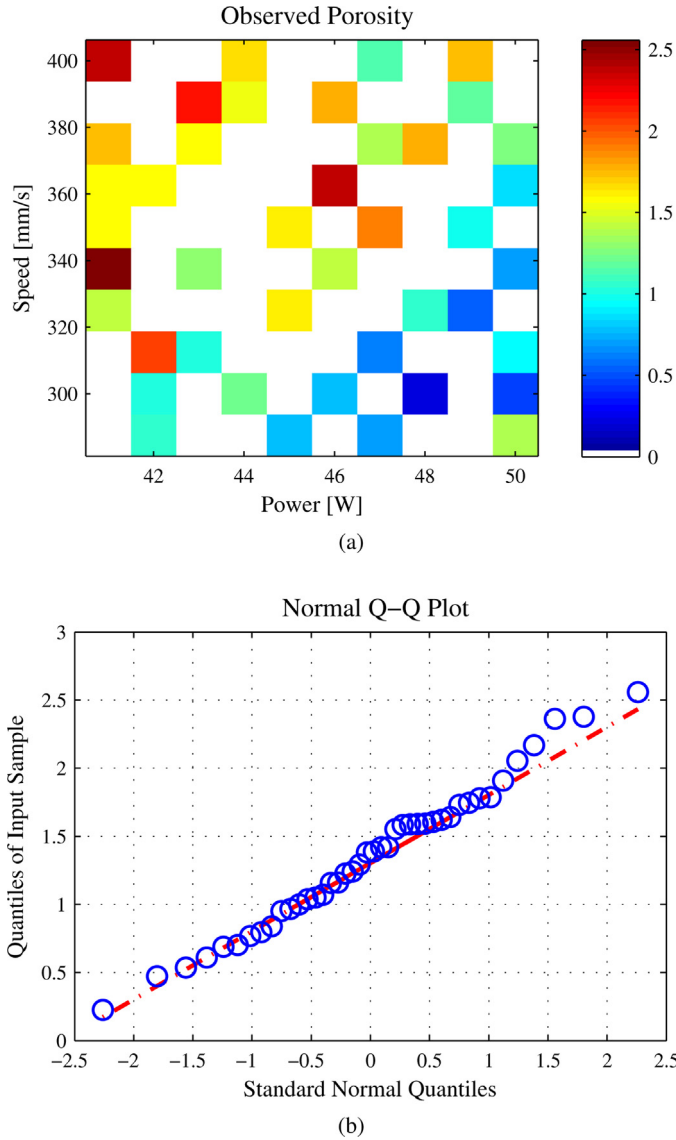 Observed Porosity
400
380
360
340
320
300
Speed [mm/s]
42 44 46 48 50
Power [W]
2.5
2
1.5
1
0.5
0
(a)
Normal Q−Q Plot
3
2.5
2
1.5
1
0.5
0
Quantiles of Input Sample
−2.5 −2 −1.5 −1 −0.5 0 0.5 1 1.5 2 2.5
Standard Normal Quantiles
(b)